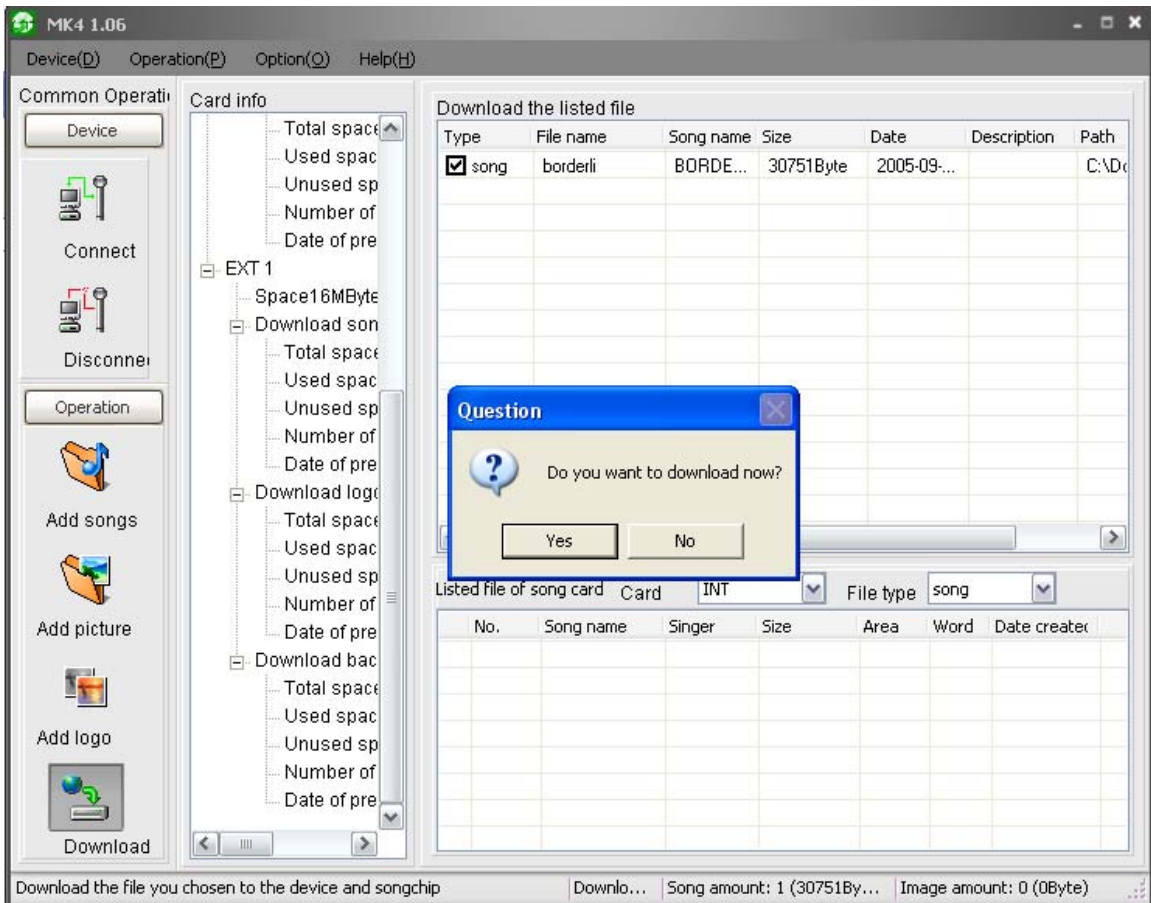 MK4 1.06
Device(D) Operation(P) Option(O) Help(H)
Common Operati
Device
Connect
Disconne
Operation
Add songs
Add picture
Add logo
Download
Card info
Total space
Used spac
Unused sp
Number of
Date of pre
EXT 1
Space16MByte
Download son
Total space
Used spac
Unused sp
Number of
Date of pre
Download logo
Total space
Used spac
Unused sp
Number of
Date of pre
Download bac
Total space
Used spac
Unused sp
Number of
Date of pre
Download the listed file
Type File name Song name Size Date Description Path
song borderli BORDE... 30751Byte 2005-09-... C:\Do
Question
Do you want to download now?
Yes No
Listed file of song card Card INT File type song
No. Song name Singer Size Area Word Date created
Download the file you chosen to the device and songchip Downlo... Song amount: 1 (30751By... Image amount: 0 (0Byte)